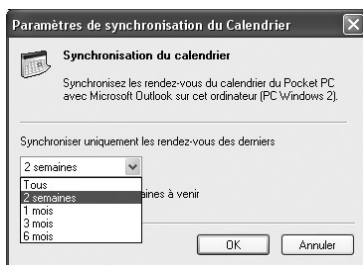 Paramètres de synchronisation du Calendrier
Synchronisation du calendrier
Synchronisez les rendez-vous du calendrier du Pocket PC
avec Microsoft Outlook sur cet ordinateur (PC Windows 2).
Synchroniser uniquement les rendez-vous des derniers
2 semaines
Tous
2 semaines
aines à venir
1 mois
3 mois
6 mois
OK
Annuler